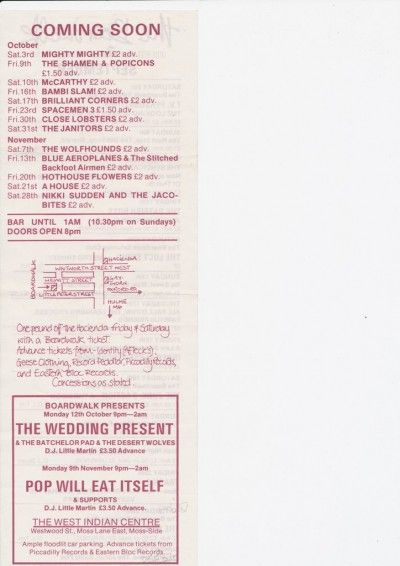 COMING SOON
October
Sat.3rd MIGHTY MIGHTY £2 adv.
Fri.9th THE SHAMEN & POPICONS
£1.50 adv.
Sat.10th McCARTHY £2 adv.
Fri.16th BAMBI SLAM! £2 adv.
Sat.17th BRILLIANT CORNERS £2 adv.
Fri.23rd SPACEMEN 3 £1.50 adv.
Fri.30th CLOSE LOBSTERS £2 adv.
Sat.31st THE JANITORS £2 adv.
November
Sat.7th THE WOLFHOUNDS £2 adv.
Fri.13th BLUE AEROPLANES & The Stitched
Backfoot Airmen £2 adv.
Fri.20th HOTHOUSE FLOWERS £2 adv.
Sat.21st A HOUSE £2 adv.
Sat.28th NIKKI SUDDEN AND THE JACO-
BITES £2 adv.
BAR UNTIL 1AM (10.30pm on Sundays)
DOORS OPEN 8pm
HACIENDA
WHITWORTH STREET WEST
BOARDWALK
HEWITT STREET
LITTLE PETER STREET
HULME
One pound off the Hacienda Friday & Saturday
with a Boardwalk ticket.
Advance tickets from:- Identity (Afflecks),
Geese Clothing, Record Peddlar, Piccadilly records,
and Eastern Bloc Records.
Concessions as stated.
BOARDWALK PRESENTS
Monday 12th October 9pm—2am
THE WEDDING PRESENT
& THE BATCHELOR PAD & THE DESERT WOLVES
D.J. Little Martin £3.50 Advance
Monday 9th November 9pm—2am
POP WILL EAT ITSELF
& SUPPORTS
D.J. Little Martin £3.50 Advance.
THE WEST INDIAN CENTRE
Westwood St., Moss Lane East, Moss-Side
Ample floodlit car parking. Advance tickets from
Piccadilly Records & Eastern Bloc Records